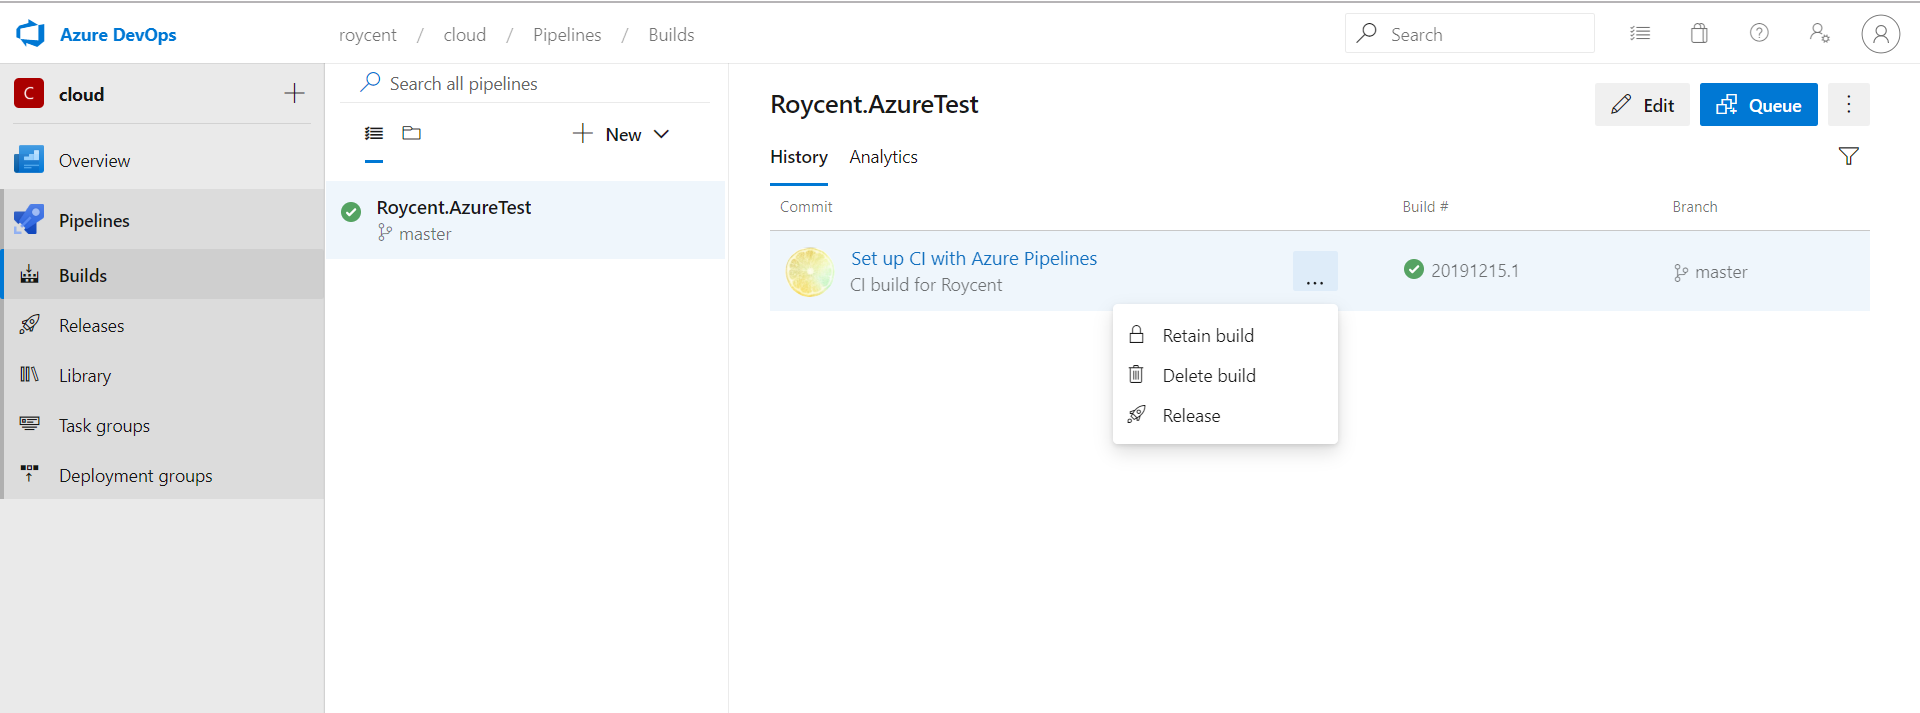 Azure DevOps
roycent / cloud / Pipelines / Builds
Search
C cloud
Overview
Pipelines
Builds
Releases
Library
Task groups
Deployment groups
Search all pipelines
New
Roycent.AzureTest
master
Roycent.AzureTest
Edit
Queue
History Analytics
Commit Build # Branch
Set up CI with Azure Pipelines
CI build for Roycent
... 20191215.1 master
Retain build
Delete build
Release